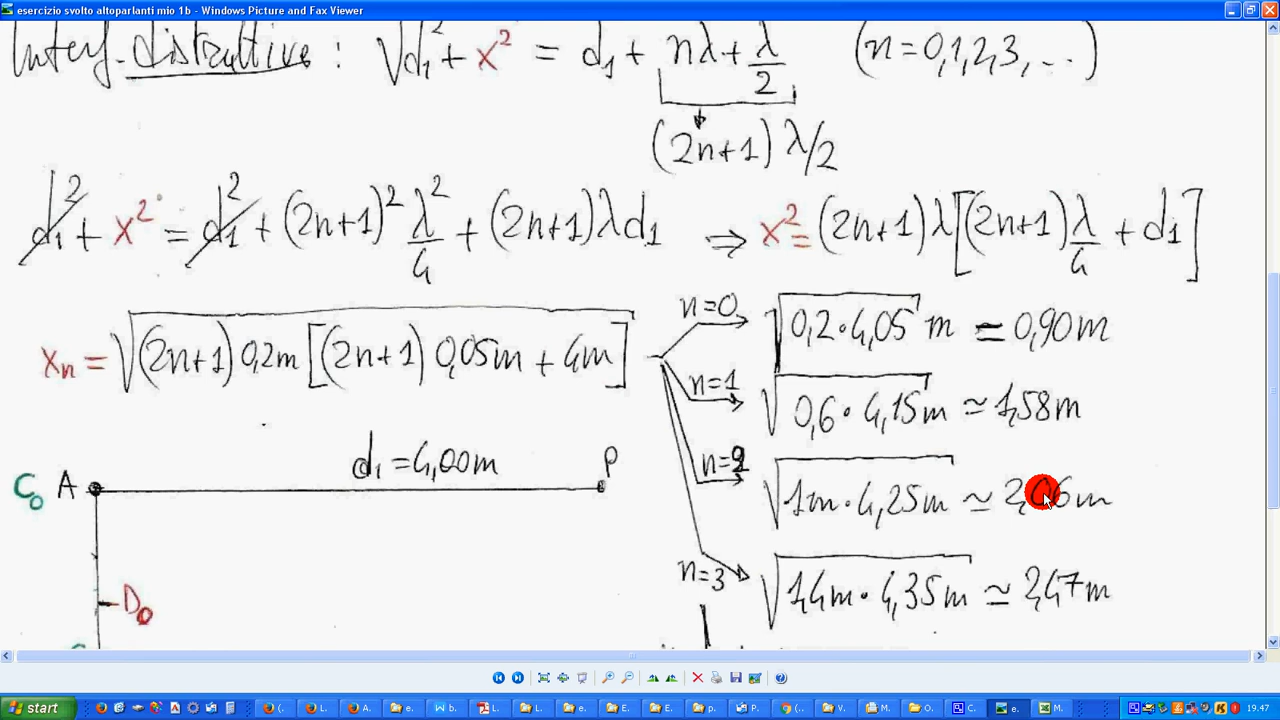 esercizio svolto altoparlanti mio 1b - Windows Picture and Fax Viewer
Interf. distruttive : √d₁² + x² = d₁ + nλ + λ/2 (n=0,1,2,3,...)
(2n+1) λ/2
d₁² + x² = d₁² + (2n+1)² λ²/4 + (2n+1)λd₁ ⇒ x² = (2n+1)λ[(2n+1)λ/4 + d₁]
n=0 √0,2·4,05 m = 0,90m
xₙ = √(2n+1) 0,2m [(2n+1) 0,05m + 4m]
n=1 √0,6·4,15m ≃ 1,58m
d₁ = 4,00m P
n=2 √1m·4,25m ≃ 2,06m
C₀ A
n=3 √1,4m·4,35m ≃ 2,47m
D₀
start (. L. L. A. e. w b. L. L. e. E. E. p. P. (. V. M. O. C. e. M. 19.47